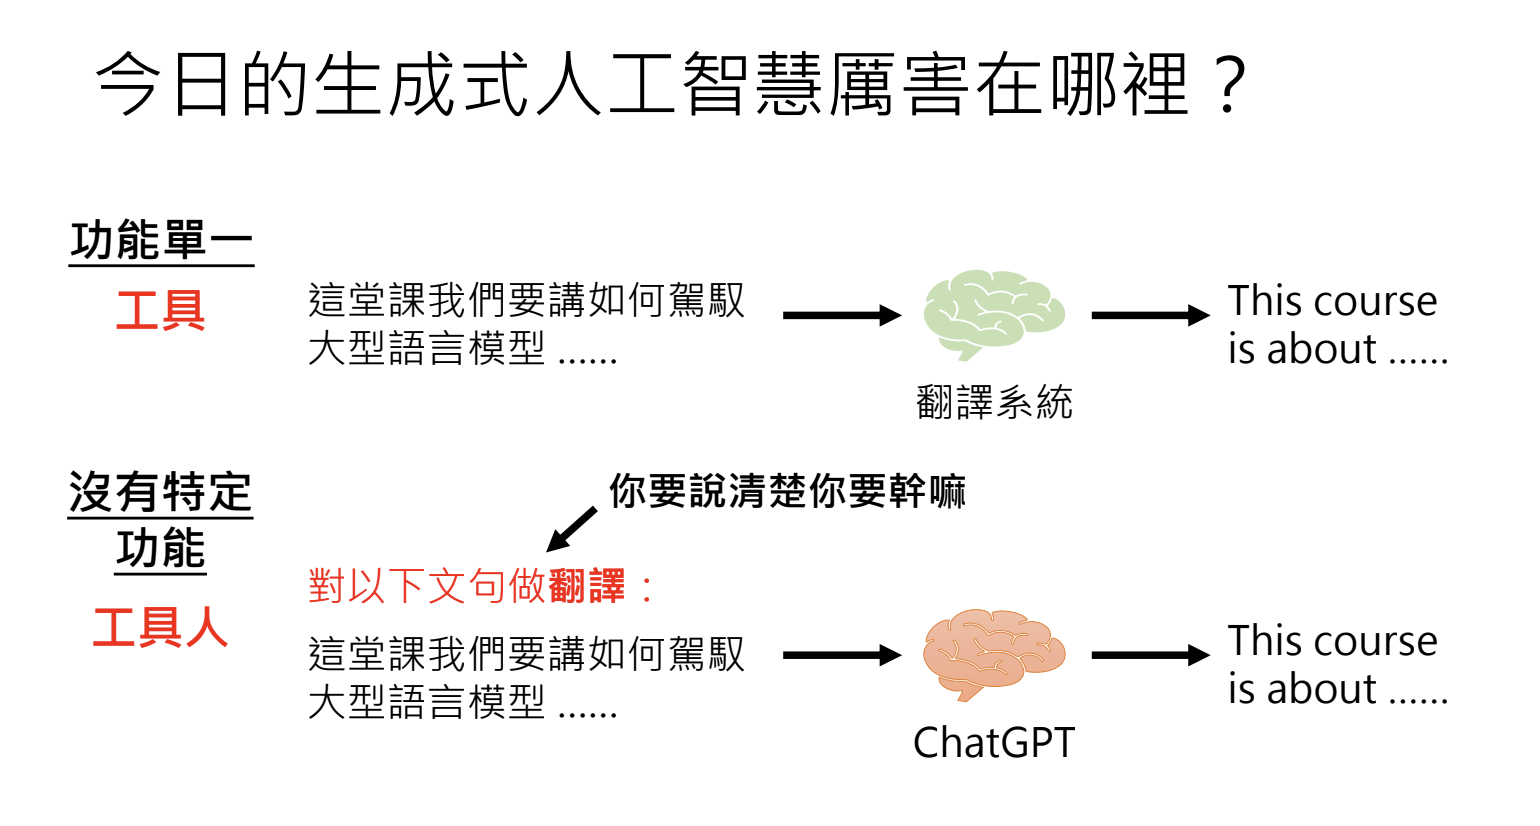 今日的生成式人工智慧厲害在哪裡？
功能單一
工具
這堂課我們要講如何駕馭
大型語言模型 ......
翻譯系統
This course
is about ......
沒有特定
功能
工具人
你要說清楚你要幹嘛
對以下文句做翻譯：
這堂課我們要講如何駕馭
大型語言模型 ......
ChatGPT
This course
is about ......